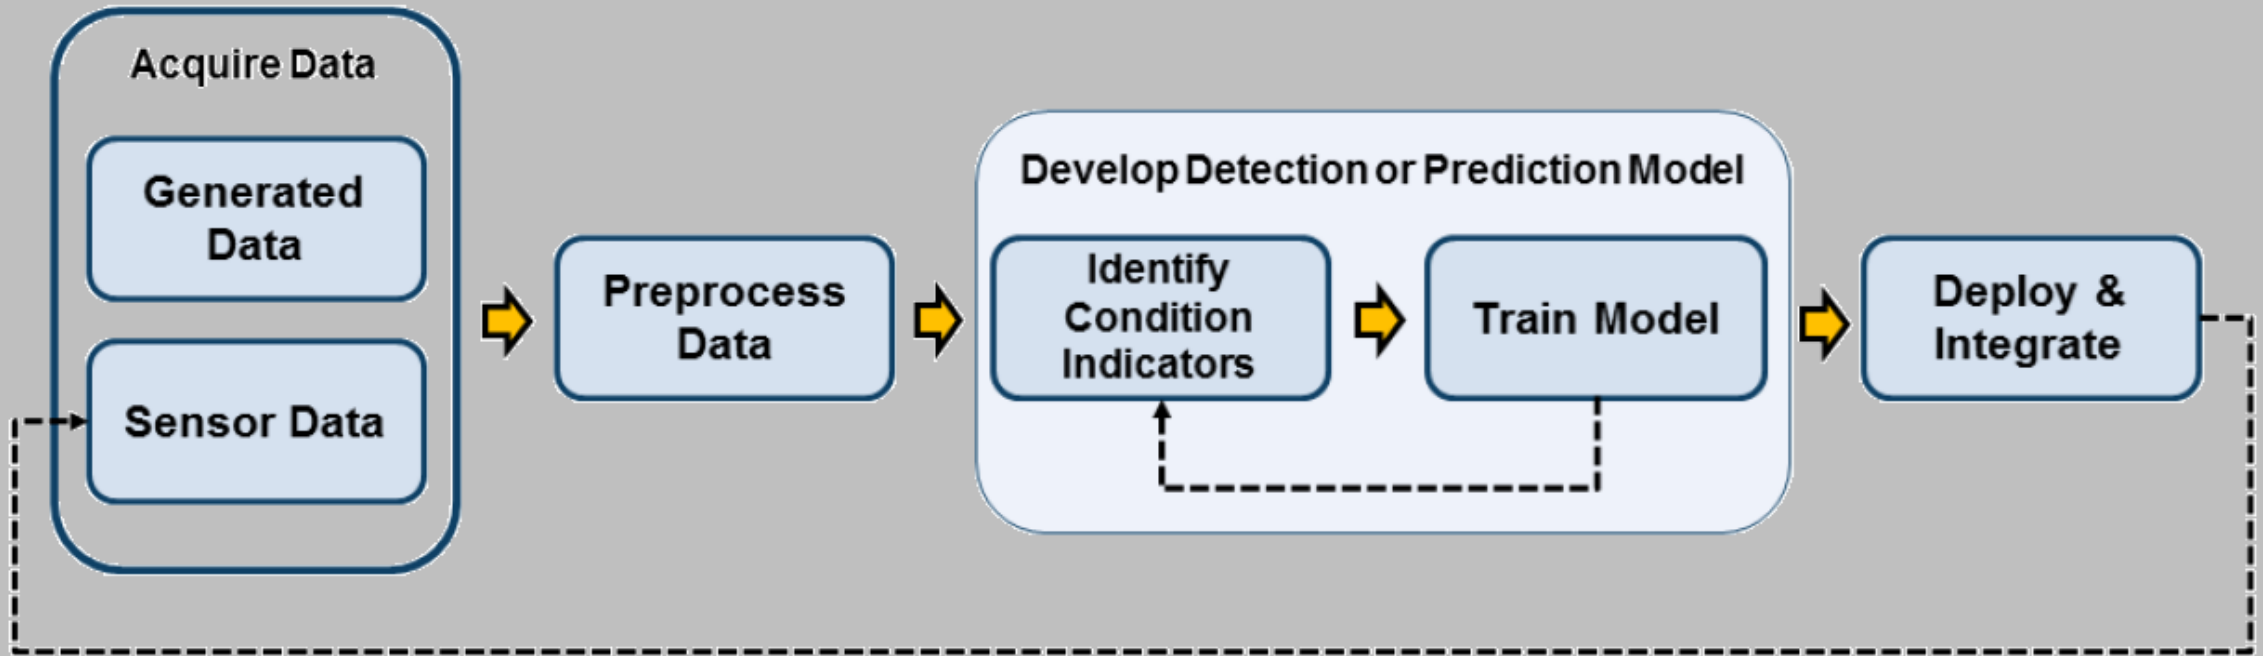 Acquire Data
Generated
Data
Sensor Data
Preprocess
Data
Develop Detection or Prediction Model
Identify
Condition
Indicators
Train Model
Deploy &
Integrate